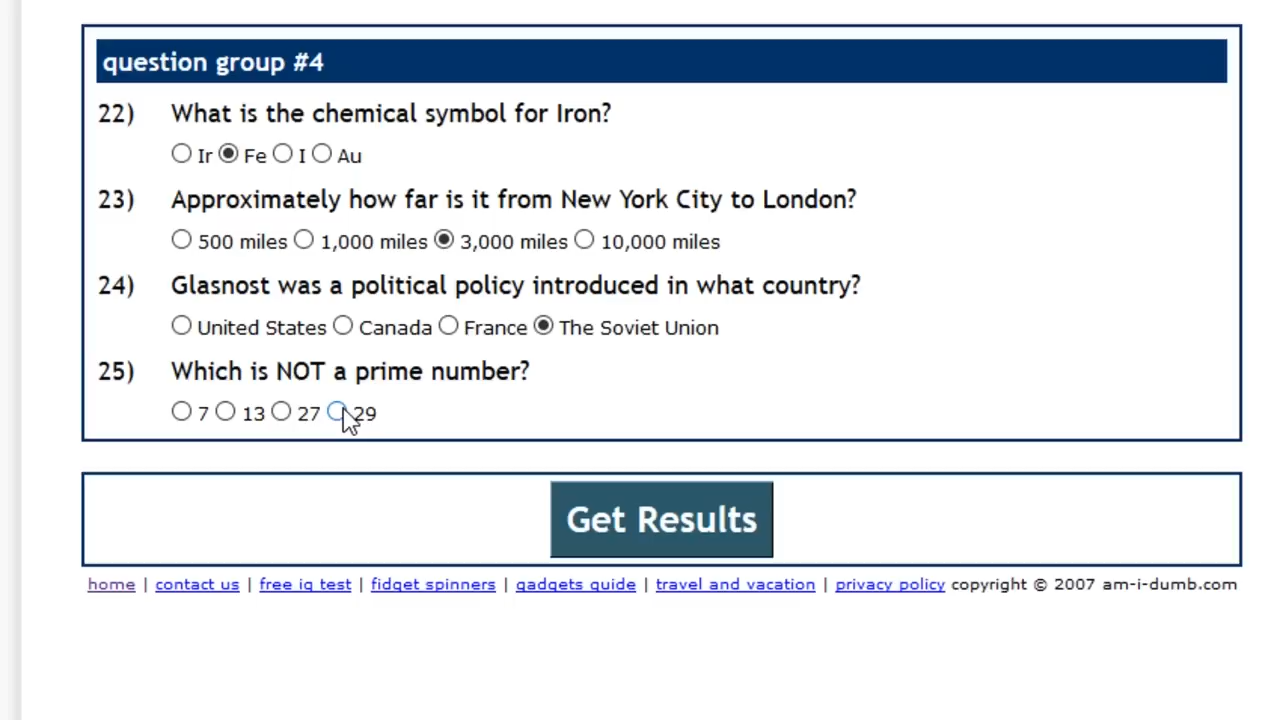 question group #4
22) What is the chemical symbol for Iron?
Ir Fe I Au
23) Approximately how far is it from New York City to London?
500 miles 1,000 miles 3,000 miles 10,000 miles
24) Glasnost was a political policy introduced in what country?
United States Canada France The Soviet Union
25) Which is NOT a prime number?
7 13 27 29
Get Results
home | contact us | free iq test | fidget spinners | gadgets guide | travel and vacation | privacy policy copyright © 2007 am-i-dumb.com